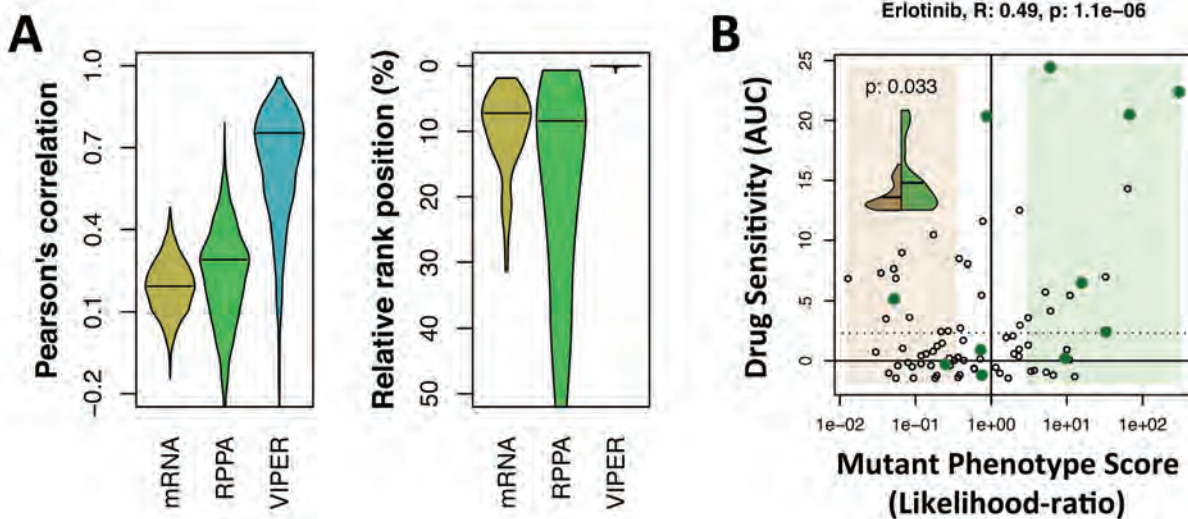 A
Pearson's correlation
1.0
0.7
0.4
0.1
−0.2
mRNA
RPPA
VIPER
Relative rank position (%)
0
10
20
30
40
50
mRNA
RPPA
VIPER
B
Erlotinib, R: 0.49, p: 1.1e−06
Drug Sensitivity (AUC)
25
20
15
10
5
0
p: 0.033
1e−02
1e−01
1e+00
1e+01
1e+02
Mutant Phenotype Score
(Likelihood-ratio)